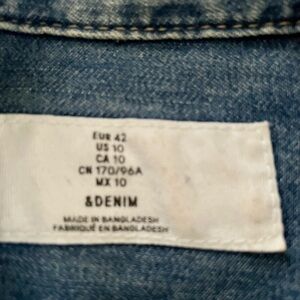 EUR 42
US 10
CA 10
CN 170/96A
MX 10
&DENIM
MADE IN BANGLADESH
FABRIQUÉ EN BANGLADESH